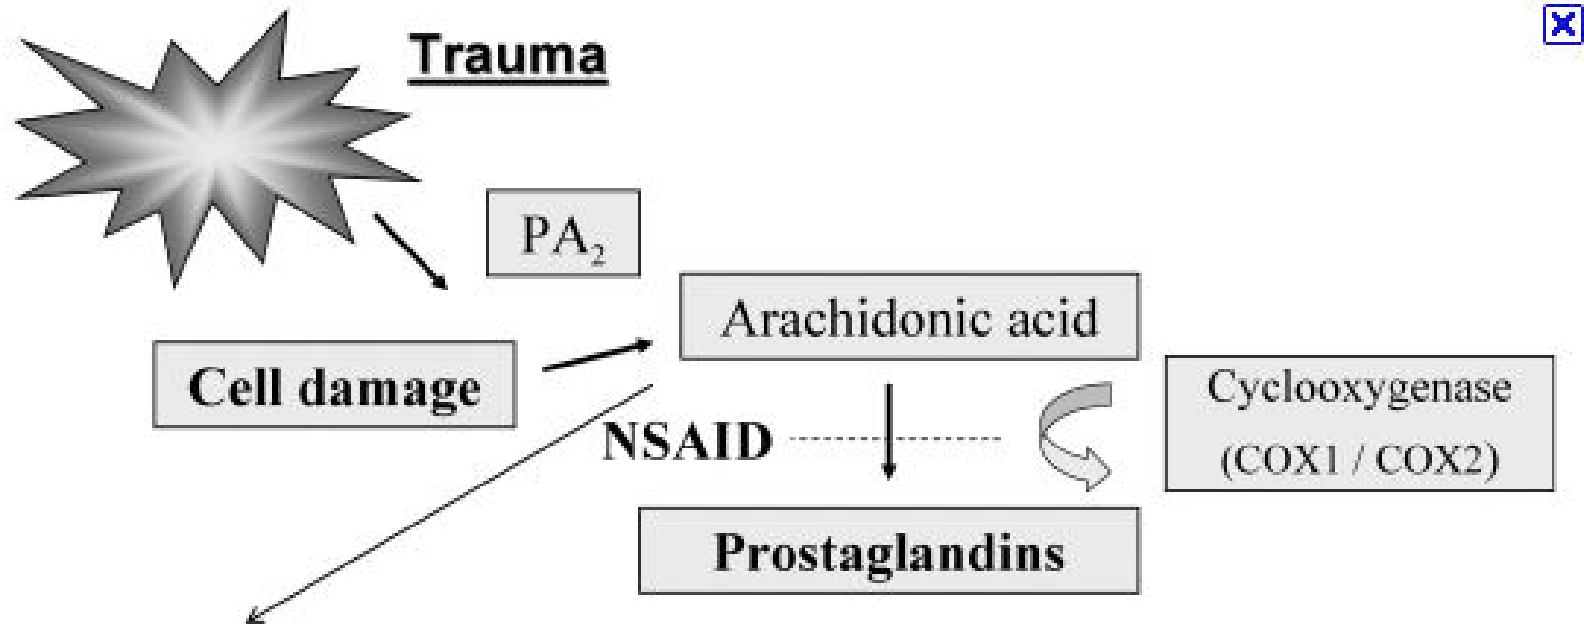 Trauma
PA₂
Arachidonic acid
Cell damage
Cyclooxygenase
(COX1 / COX2)
NSAID
Prostaglandins